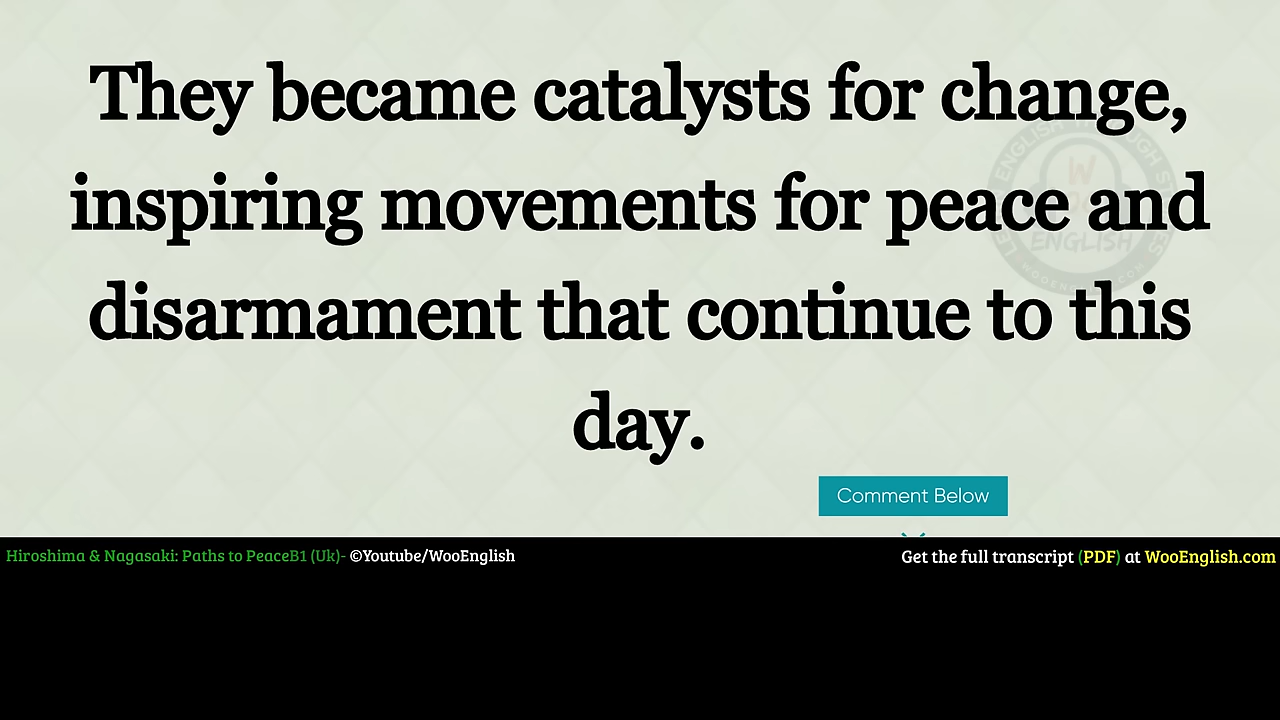 They became catalysts for change,
inspiring movements for peace and
disarmament that continue to this
day.
Comment Below
Hiroshima & Nagasaki: Paths to PeaceB1 (Uk)- ©Youtube/WooEnglish
Get the full transcript (PDF) at WooEnglish.com